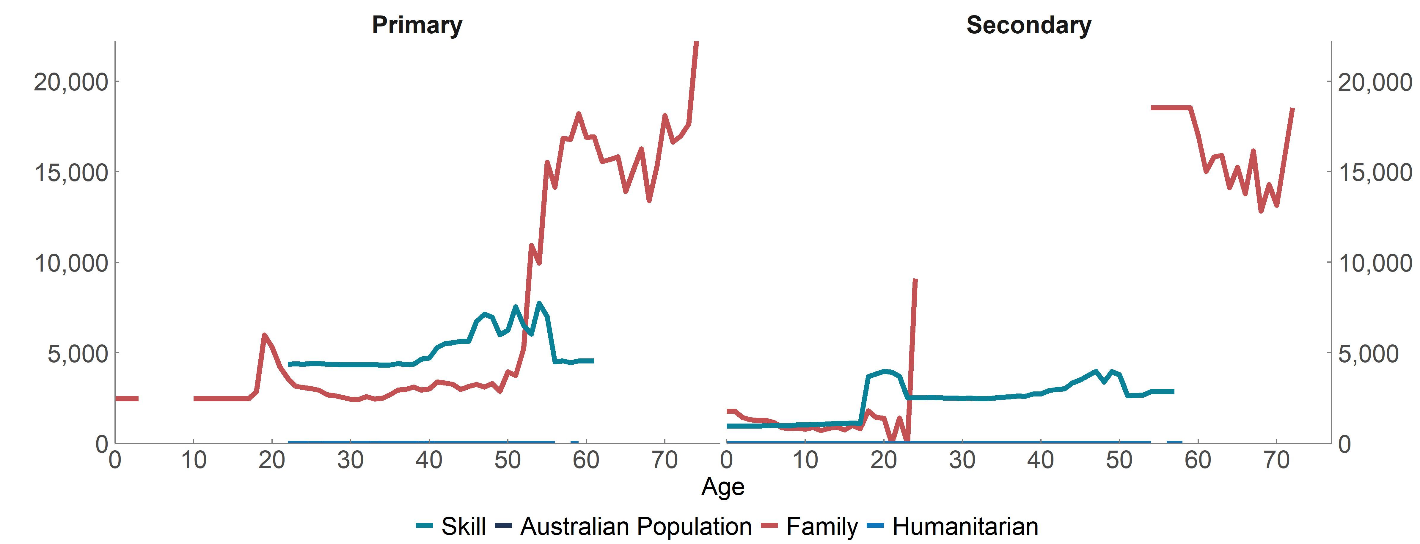 Primary Secondary
20,000 20,000
15,000 15,000
10,000 10,000
5,000 5,000
0 0
0 10 20 30 40 50 60 70 0 10 20 30 40 50 60 70
Age
Skill Australian Population Family Humanitarian